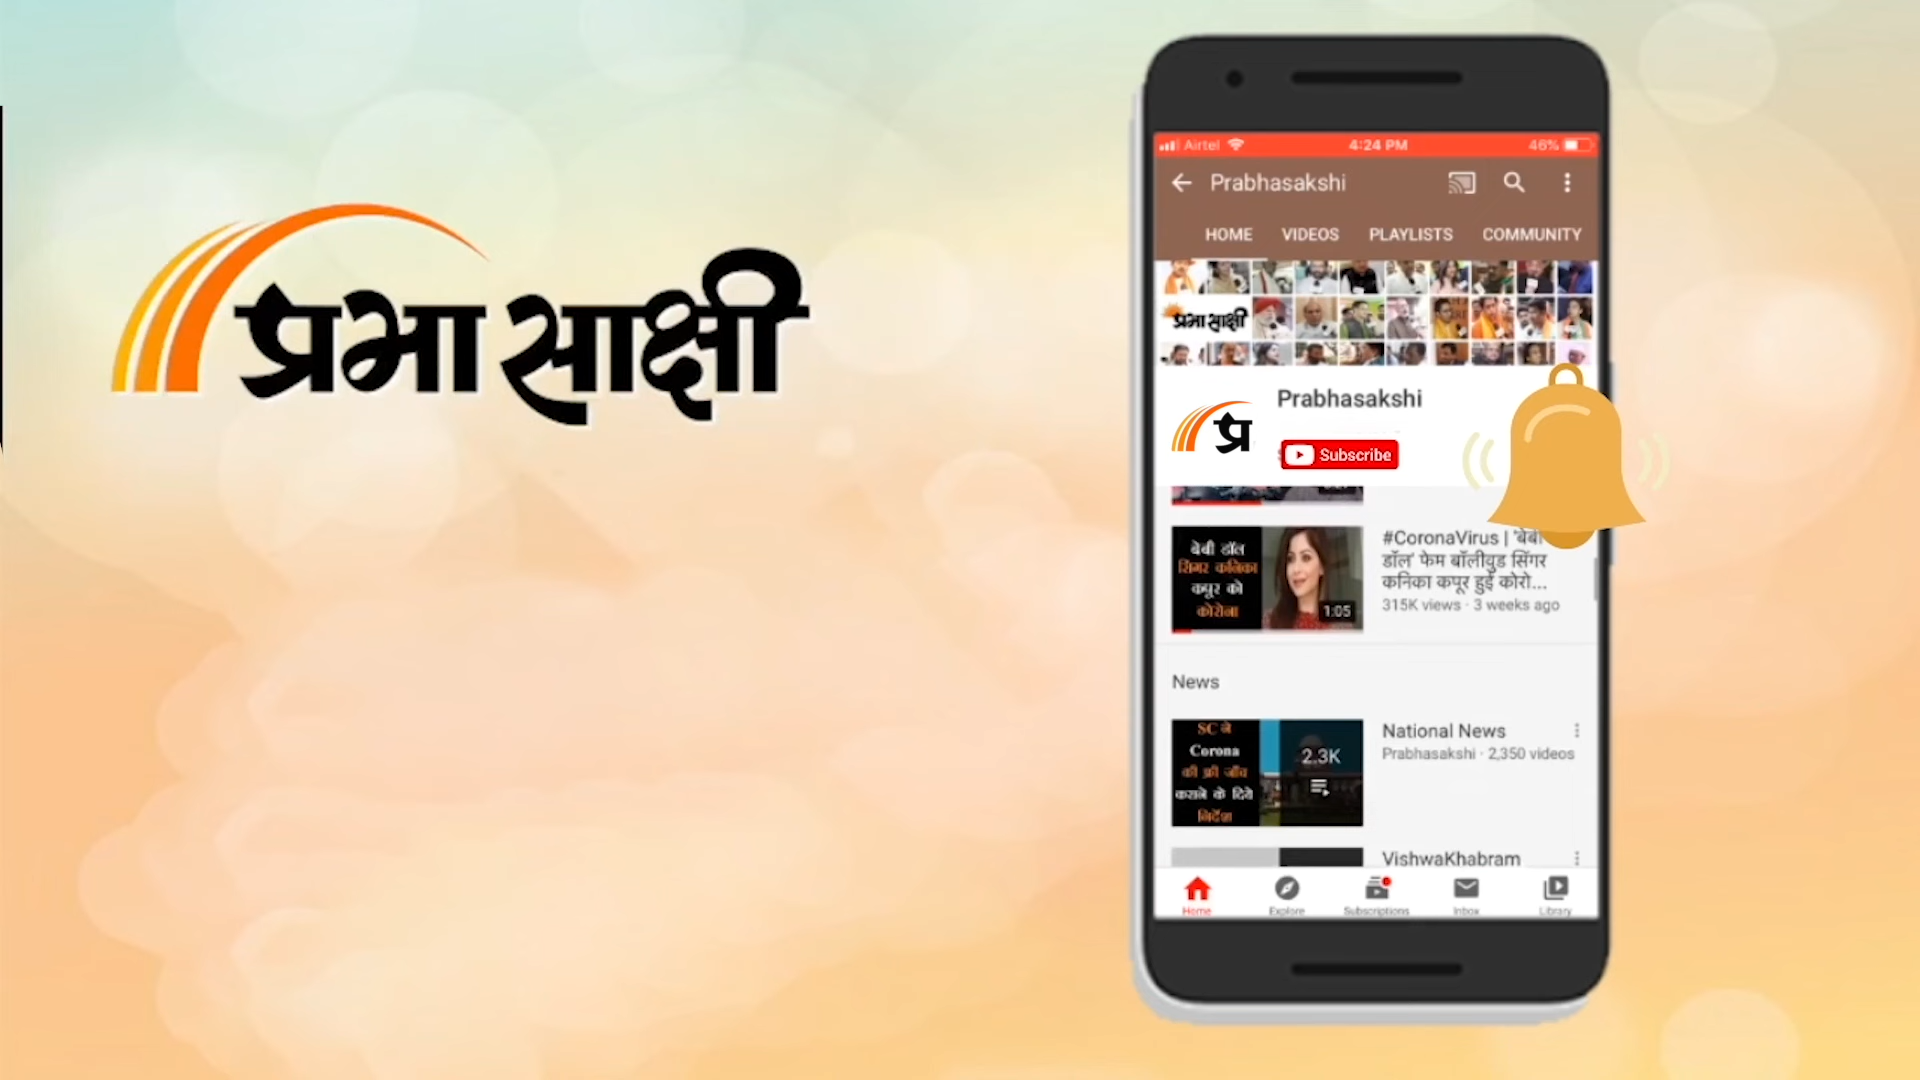 प्रभासाक्षी
Airtel 4:24 PM 46%
Prabhasakshi
HOME VIDEOS PLAYLISTS COMMUNITY
प्रभासाक्षी
Prabhasakshi
प्र
Subscribe
बेबी डॉल
सिंगर कनिका
कपूर को
कोरोना
1:05
#CoronaVirus | 'बेबी
डॉल' फेम बॉलीवुड सिंगर
कनिका कपूर हुईं कोरो...
315K views · 3 weeks ago
News
SC ने
Corona
की फ्री जाँच
कराने के दिये
निर्देश
2.3K
National News
Prabhasakshi · 2,350 videos
VishwaKhabram
Home Explore Subscriptions Inbox Library